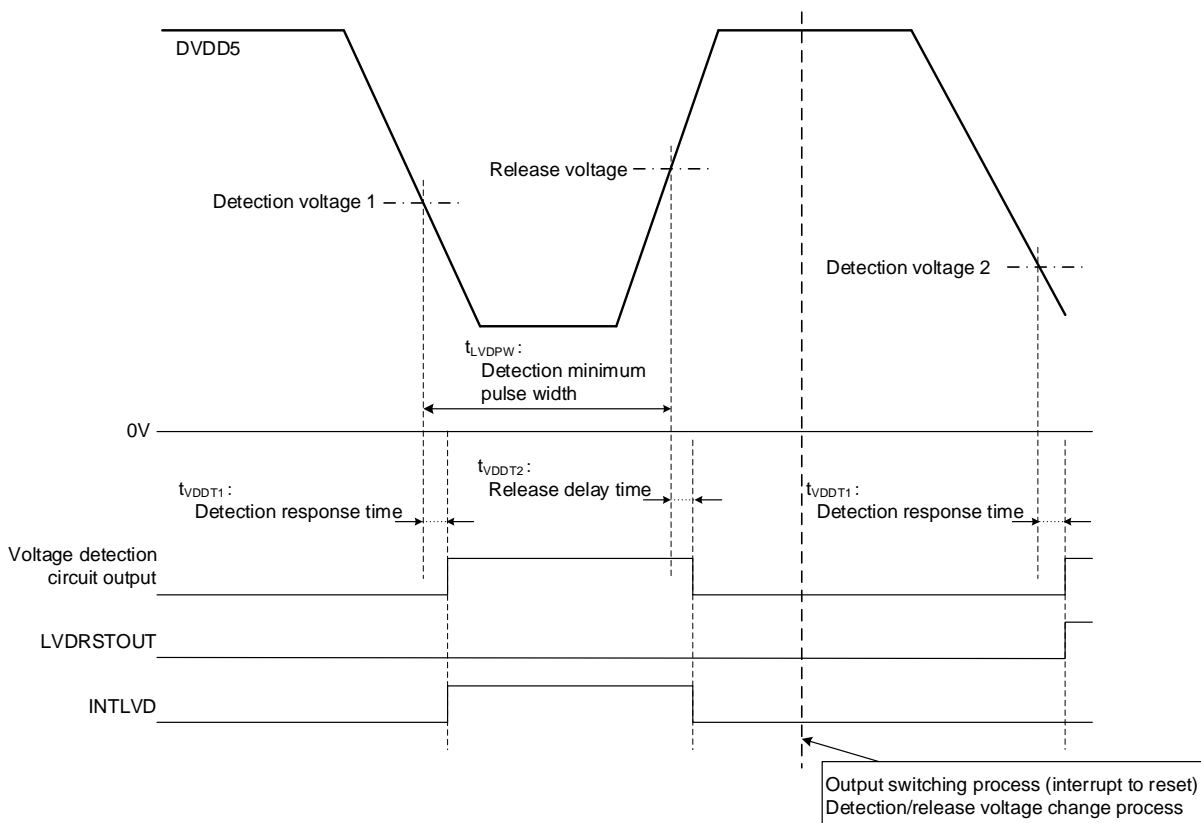 DVDD5
Release voltage
Detection voltage 1
Detection voltage 2
tLVDPW:
Detection minimum
pulse width
0V
tVDDT1:
Detection response time
tVDDT2:
Release delay time
tVDDT1:
Detection response time
Voltage detection
circuit output
LVDRSTOUT
INTLVD
Output switching process (interrupt to reset)
Detection/release voltage change process